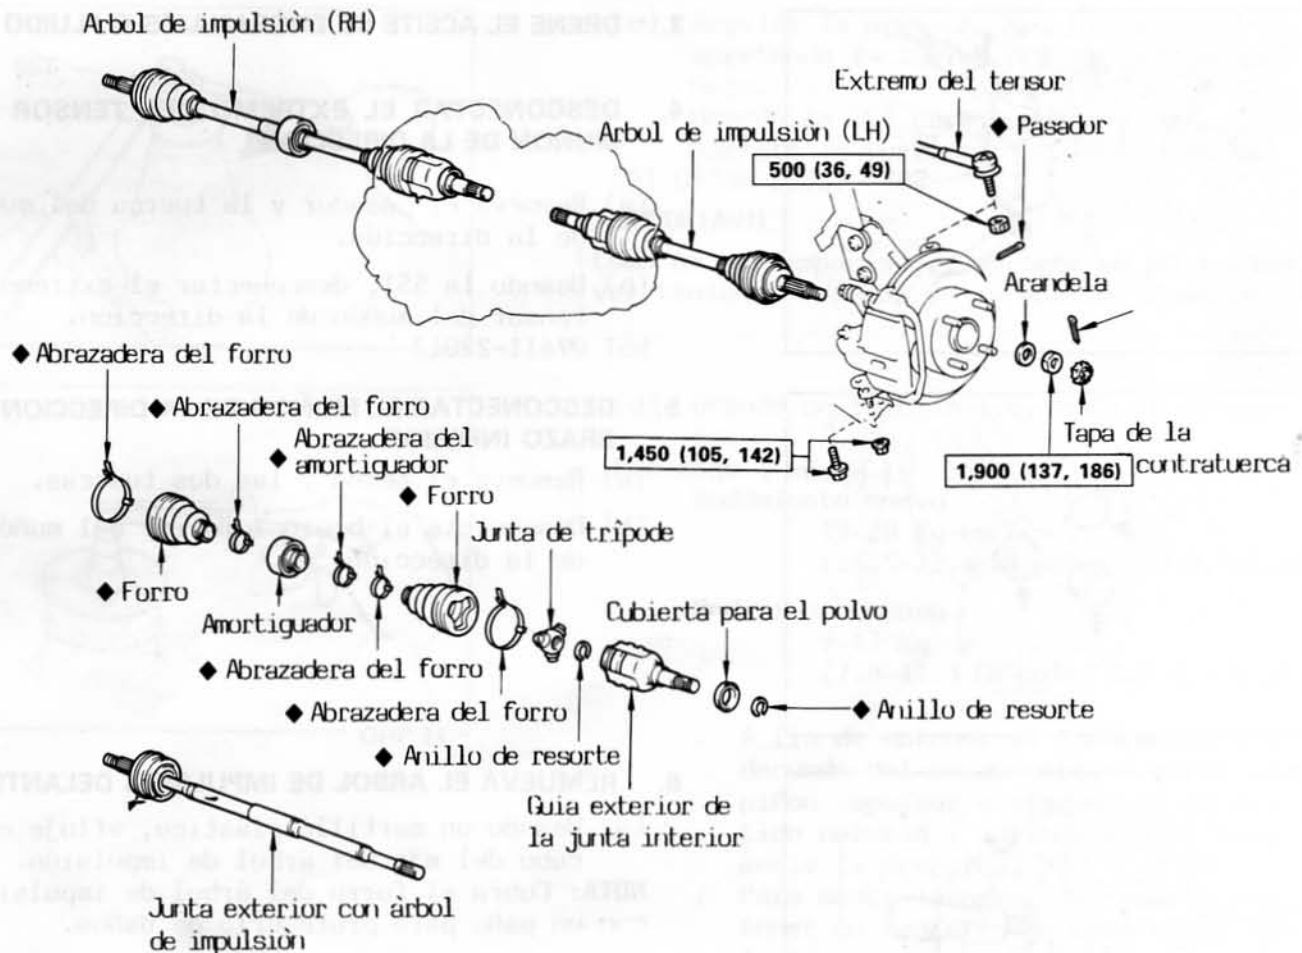 Arbol de impulsiòn (RH)
Extremo del tensor
Arbol de impulsiòn (LH)
◆ Pasador
500 (36, 49)
Arandela
◆ Abrazadera del forro
◆ Abrazadera del forro
Abrazadera del
◆ amortiguador
1,450 (105, 142)
Tapa de la
contratuerca
1,900 (137, 186)
◆ Forro
Junta de trípode
◆ Forro
Cubierta para el polvo
Amortiguador
◆ Abrazadera del forro
◆ Abrazadera del forro
◆ Anillo de resorte
◆ Anillo de resorte
Guia exterior de
la junta interior
Junta exterior con àrbol
de impulsiòn